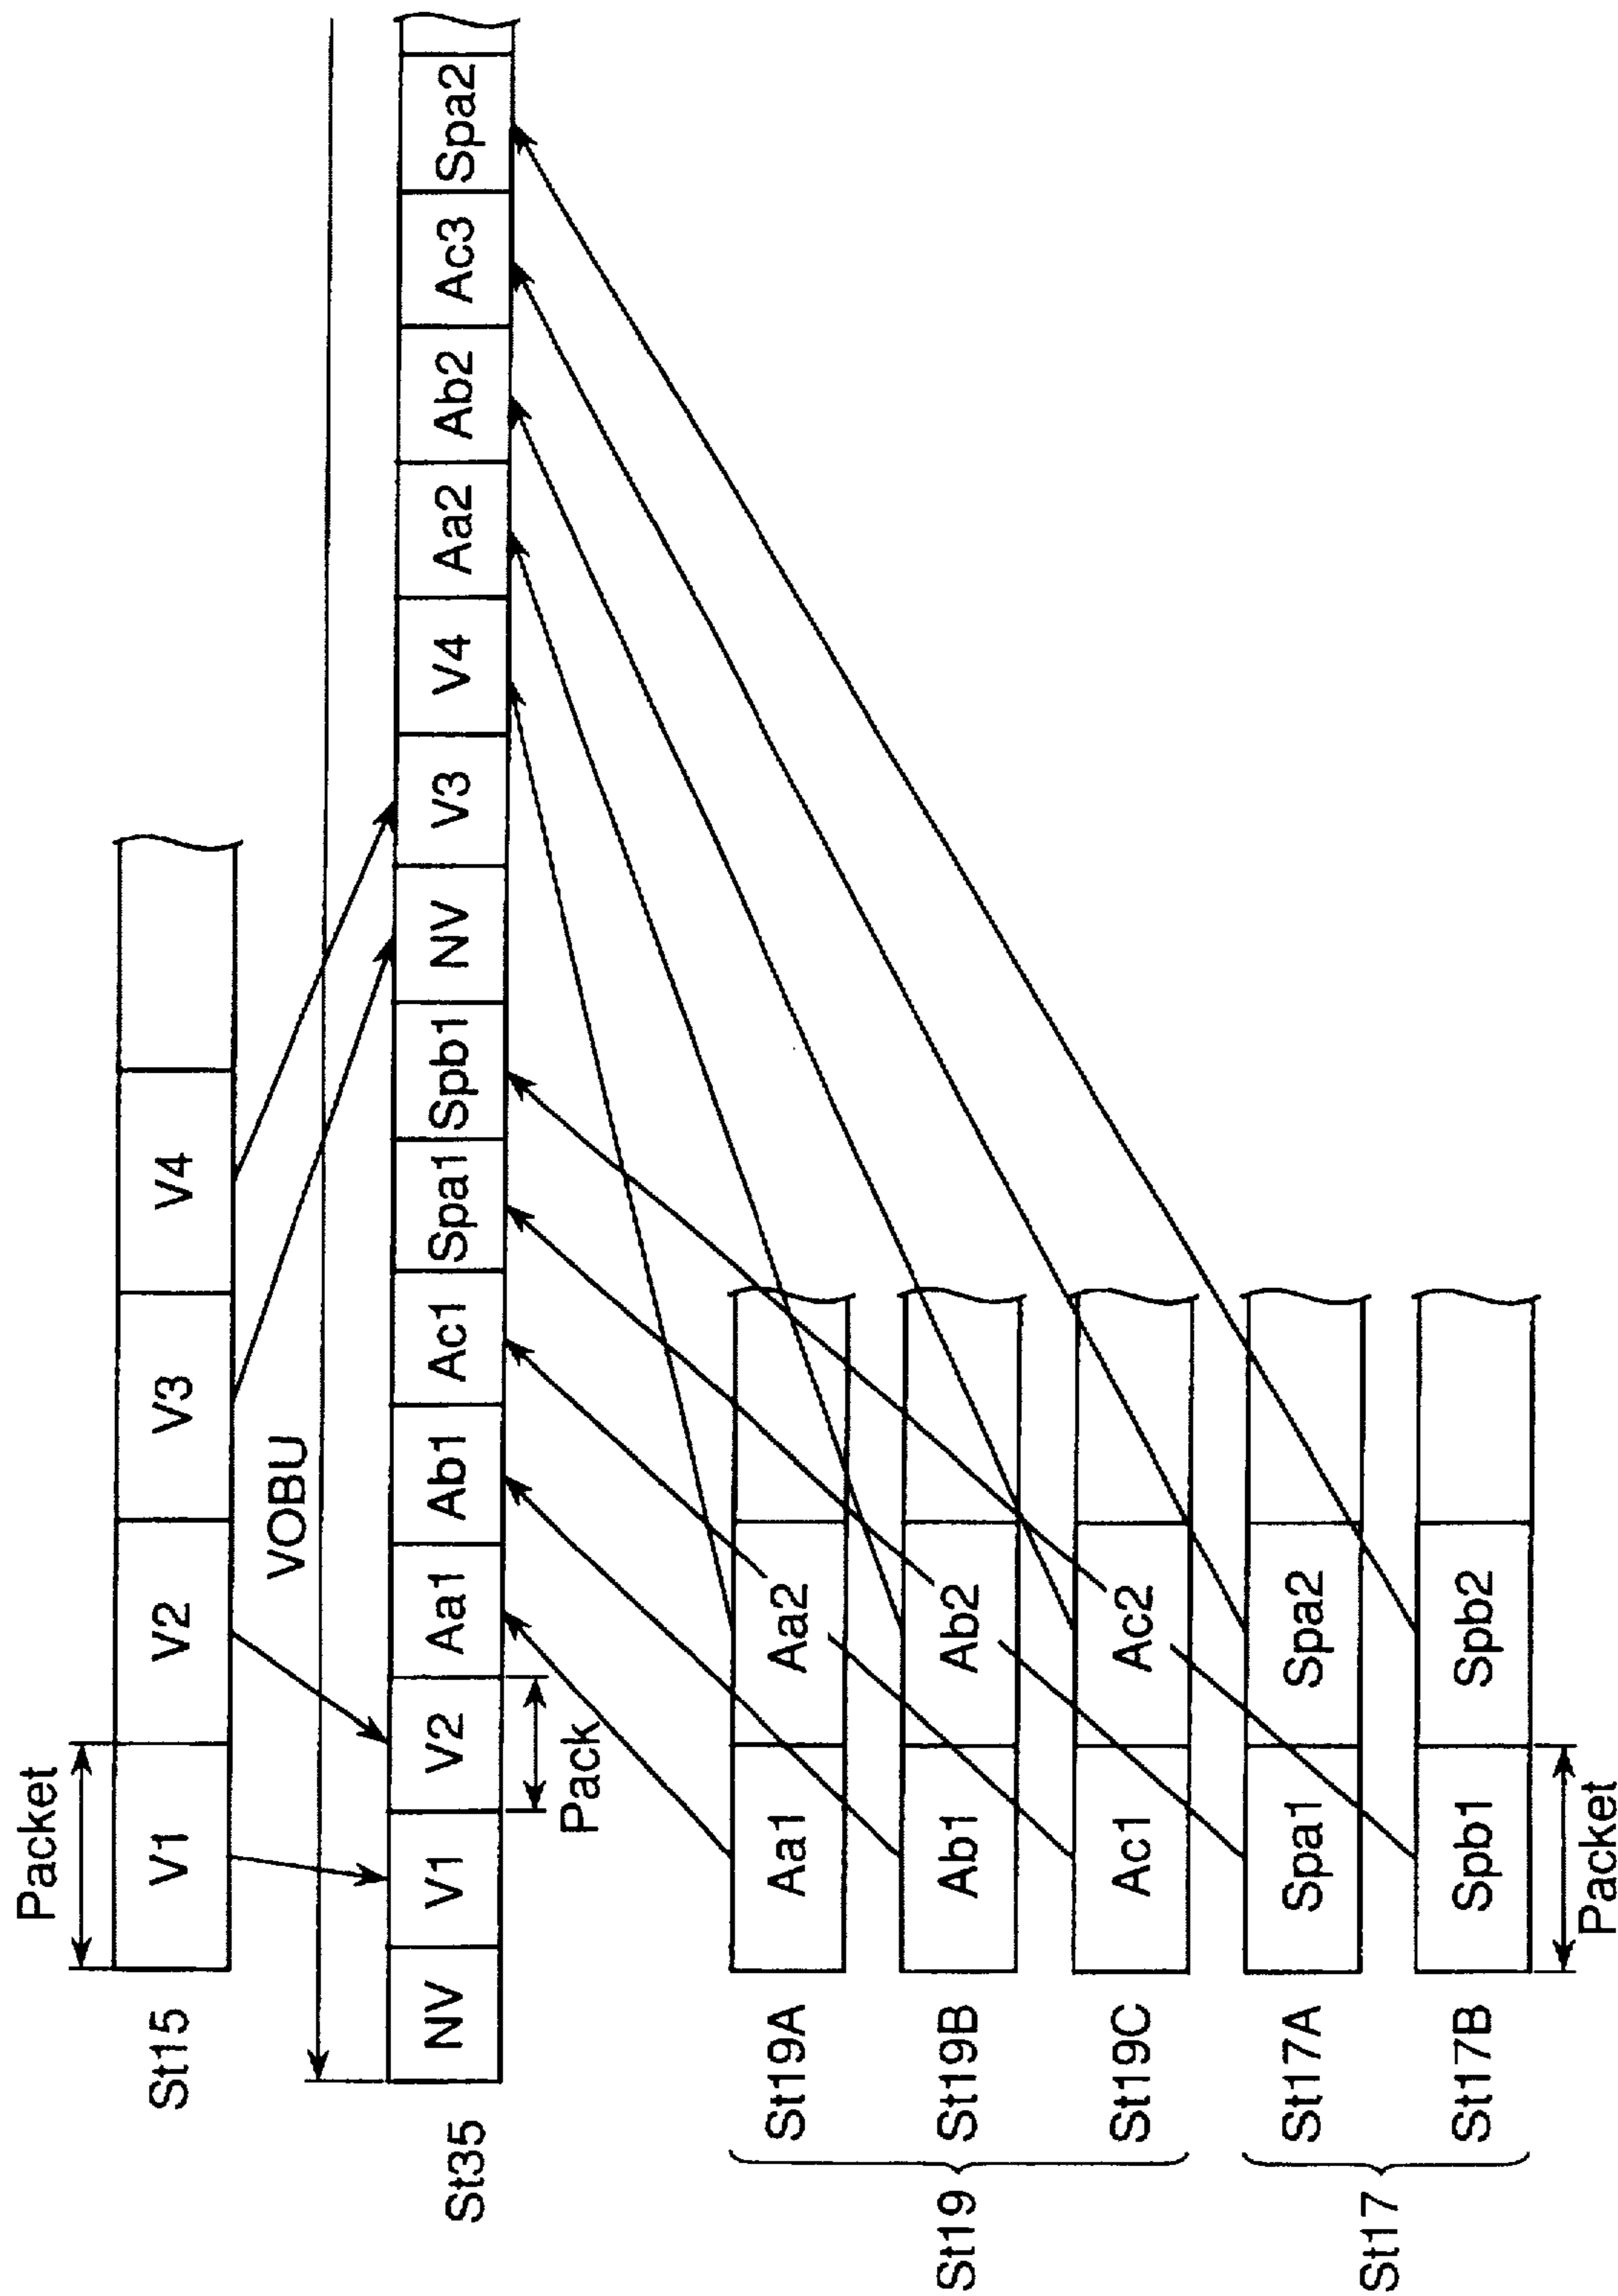 Packet
St15 V1 V2 V3 V4
VOBU
St35 NV V1 V2 Aa1 Ab1 Ac1 Spa1 Spb1 NV V3 V4 Aa2 Ab2 Ac3 Spa2
Pack
St19
St19A Aa1 Aa2
St19B Ab1 Ab2
St19C Ac1 Ac2
St17
St17A Spa1 Spa2
St17B Spb1 Spb2
Packet